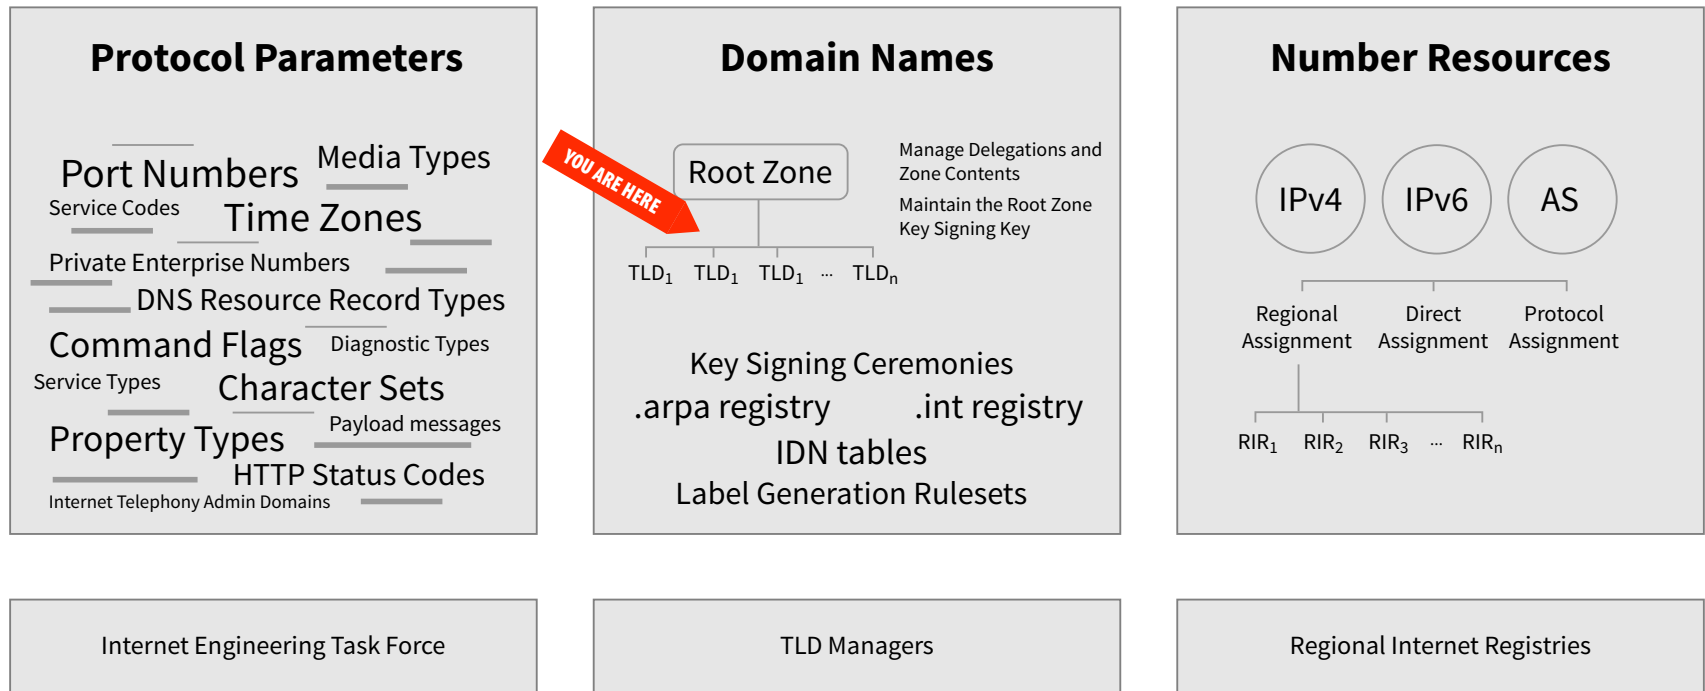 Protocol Parameters
Port Numbers
Media Types
Service Codes
Time Zones
Private Enterprise Numbers
DNS Resource Record Types
Command Flags
Diagnostic Types
Service Types
Character Sets
Payload messages
Property Types
HTTP Status Codes
Internet Telephony Admin Domains
Domain Names
YOU ARE HERE
Root Zone
Manage Delegations and
Zone Contents
Maintain the Root Zone
Key Signing Key
TLD1 TLD1 TLD1 ... TLDn
Key Signing Ceremonies
.arpa registry .int registry
IDN tables
Label Generation Rulesets
Number Resources
IPv4 IPv6 AS
Regional
Assignment
Direct
Assignment
Protocol
Assignment
RIR1 RIR2 RIR3 ... RIRn
Internet Engineering Task Force
TLD Managers
Regional Internet Registries